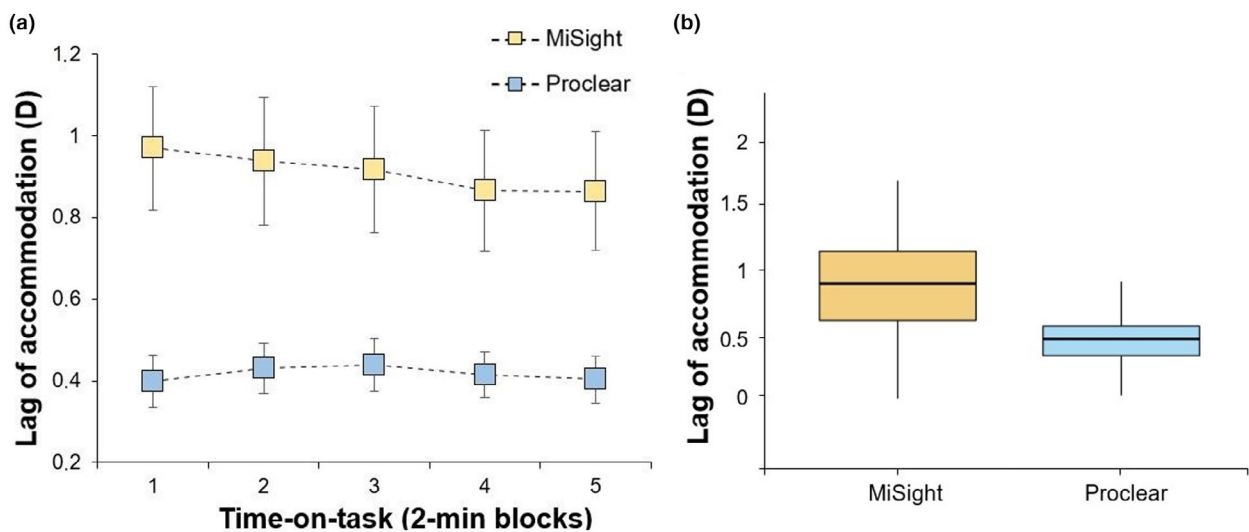 (a)
MiSight
Proclear
Lag of accommodation (D)
1.2
1
0.8
0.6
0.4
0.2
1 2 3 4 5
Time-on-task (2-min blocks)
(b)
Lag of accommodation (D)
2
1.5
1
0.5
0
MiSight Proclear